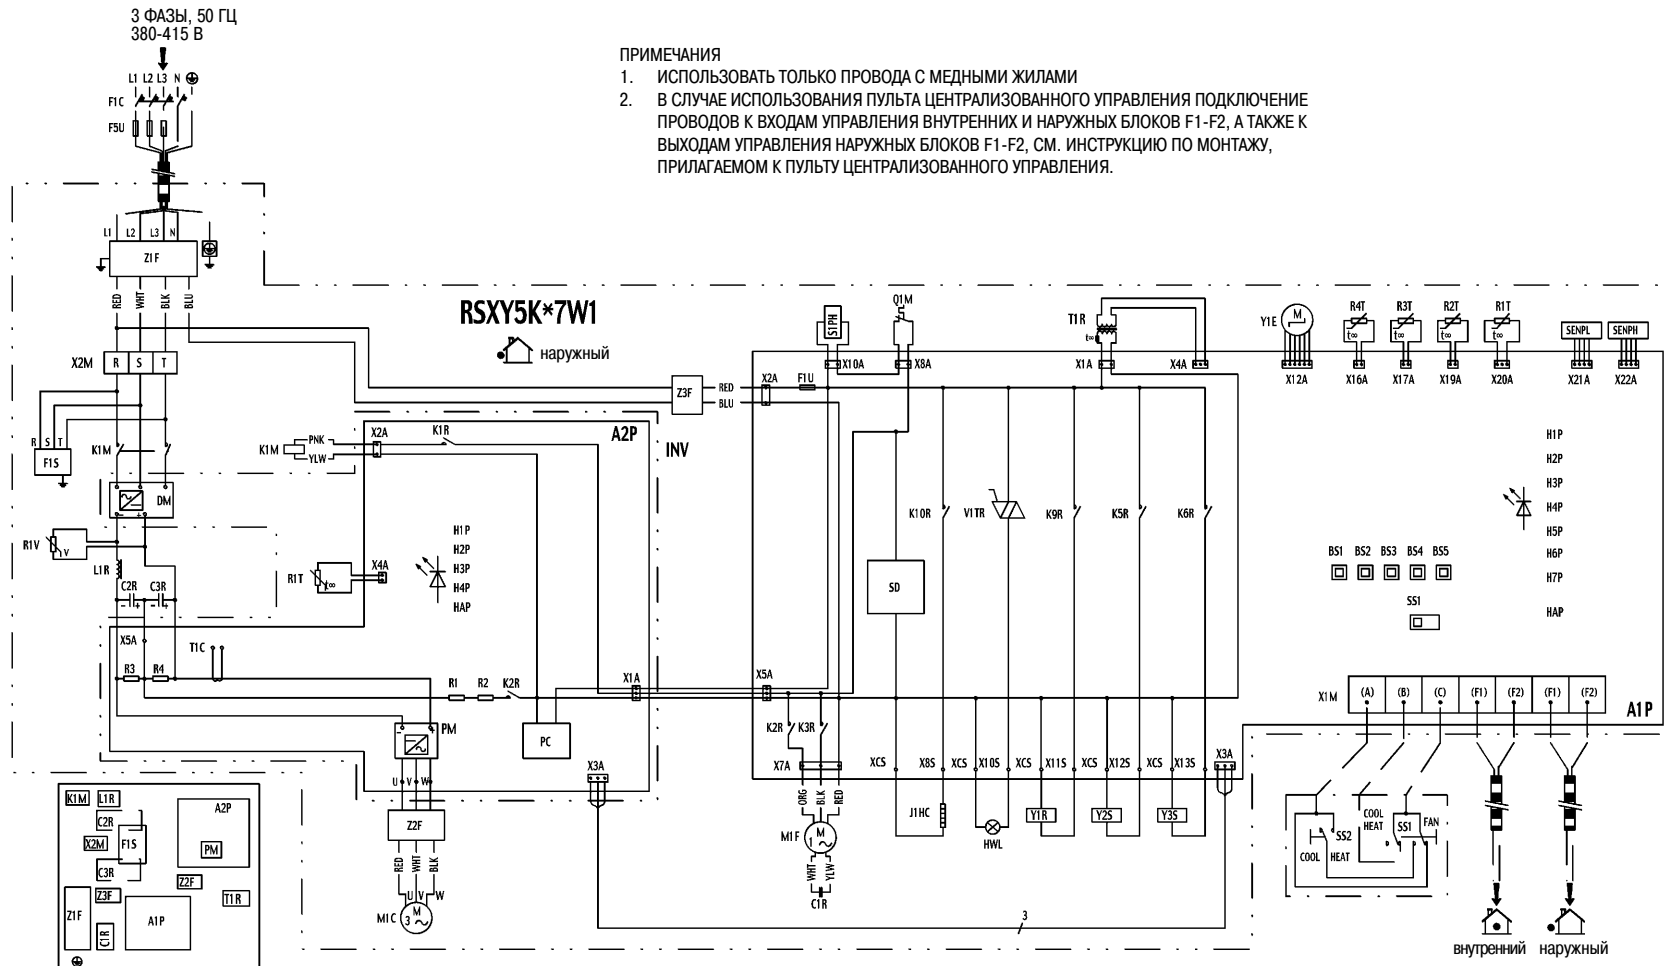 3 ФАЗЫ, 50 ГЦ
380-415 В
ПРИМЕЧАНИЯ
1. ИСПОЛЬЗОВАТЬ ТОЛЬКО ПРОВОДА С МЕДНЫМИ ЖИЛАМИ
2. В СЛУЧАЕ ИСПОЛЬЗОВАНИЯ ПУЛЬТА ЦЕНТРАЛИЗОВАННОГО УПРАВЛЕНИЯ ПОДКЛЮЧЕНИЕ
ПРОВОДОВ К ВХОДАМ УПРАВЛЕНИЯ ВНУТРЕННИХ И НАРУЖНЫХ БЛОКОВ F1-F2, А ТАКЖЕ К
ВЫХОДАМ УПРАВЛЕНИЯ НАРУЖНЫХ БЛОКОВ F1-F2, СМ. ИНСТРУКЦИЮ ПО МОНТАЖУ,
ПРИЛАГАЕМОМ К ПУЛЬТУ ЦЕНТРАЛИЗОВАННОГО УПРАВЛЕНИЯ.
L1 L2 L3 N
F1C
F5U
L1 L2 L3 N
Z1F
RED WHT BLK BLU
RSXY5K*7W1
наружный
X2M R S T
R S T
F1S
K1M
DM
- +
R1V V
L1R
C2R C3R
- + - +
X5A
T1C
R3 R4
R1 R2 K2R
K1M PNK
YLW
X2A K1R
A2P
INV
R1T t∞ X4A
H1P
H2P
H3P
H4P
HAP
X1A
- + PM
PC
U V W
X3A
Z2F
RED WHT BLK
U V W
M1C M 3
Z3F RED
BLU
X2A F1U
S1PH
Q1M
T1R
t∞
X10A X8A X1A X4A
Y1E M
R4T R3T R2T R1T
t∞ t∞ t∞ t∞
SENPL SENPH
X12A X16A X17A X19A X20A X21A X22A
K10R V1TR K9R K5R K6R
SD
X5A
K2R K3R
X7A
XCS X8S XCS X10S XCS X11S XCS X12S XCS X13S X3A
ORG BLK RED
J1HC
HWL
Y1R Y2S Y3S
M1F M 1
WHT YLW
C1R
3
H1P
H2P
H3P
H4P
H5P
H6P
H7P
HAP
BS1 BS2 BS3 BS4 BS5
SS1
X1M (A) (B) (C) (F1) (F2) (F1) (F2)
A1P
COOL HEAT SS1 FAN
SS2
COOL HEAT
внутренний наружный
K1M L1R
A2P
C2R
X2M F1S
PM
C3R
Z2F
Z3F
T1R
Z1F
C1R
A1P